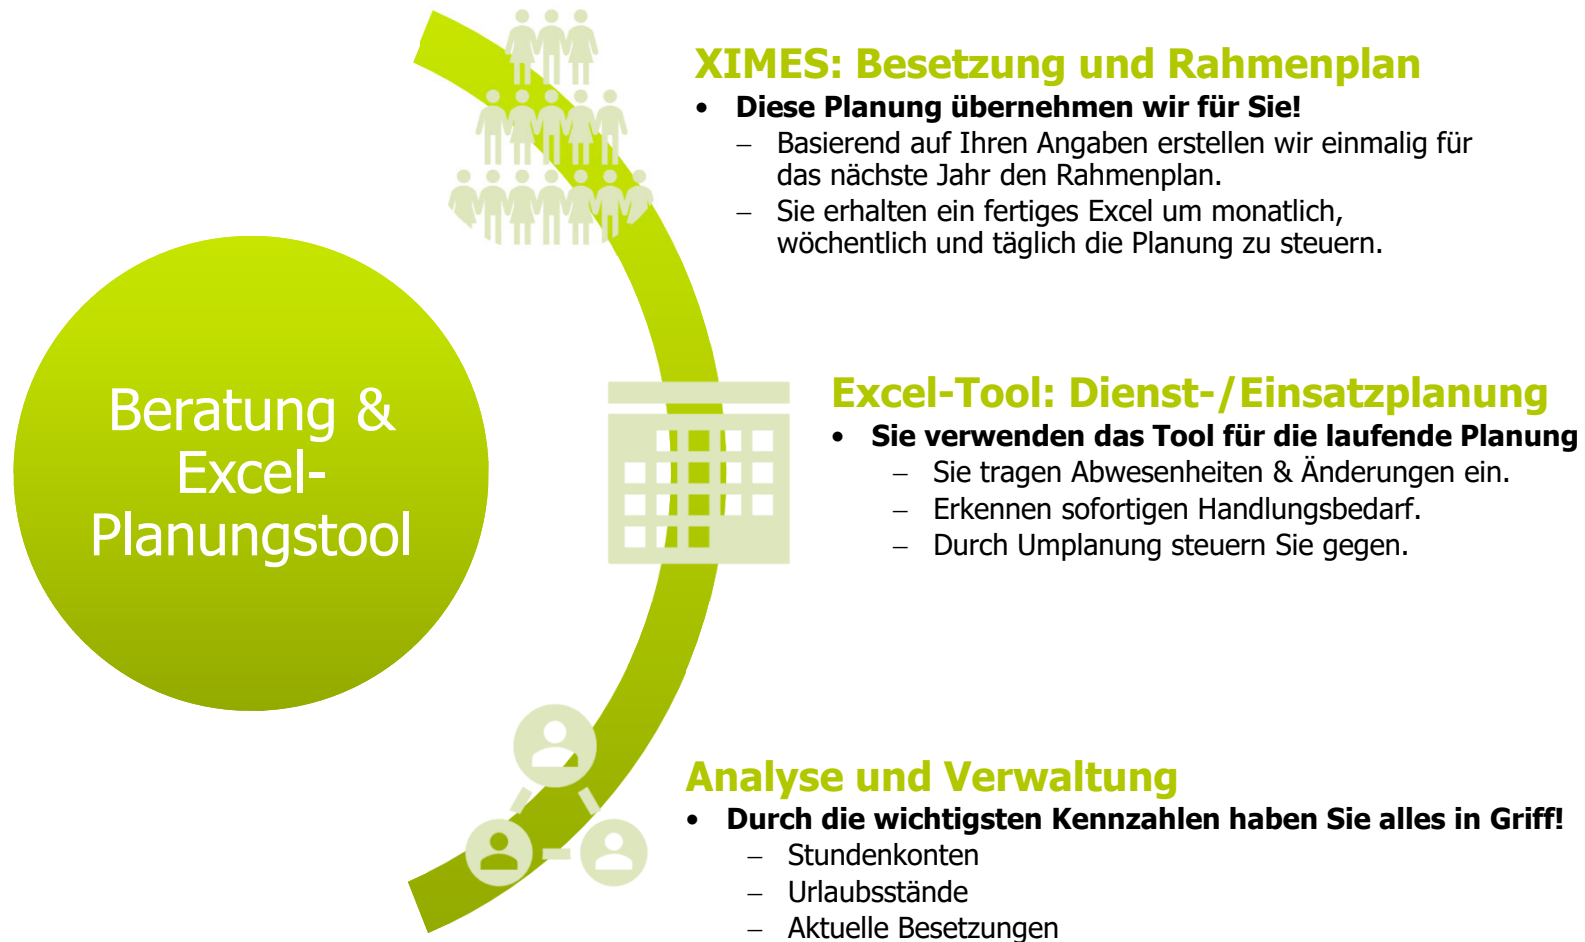 Beratung &
Excel-
Planungstool
XIMES: Besetzung und Rahmenplan
• Diese Planung übernehmen wir für Sie!
– Basierend auf Ihren Angaben erstellen wir einmalig für
das nächste Jahr den Rahmenplan.
– Sie erhalten ein fertiges Excel um monatlich,
wöchentlich und täglich die Planung zu steuern.
Excel-Tool: Dienst-/Einsatzplanung
• Sie verwenden das Tool für die laufende Planung
– Sie tragen Abwesenheiten & Änderungen ein.
– Erkennen sofortigen Handlungsbedarf.
– Durch Umplanung steuern Sie gegen.
Analyse und Verwaltung
• Durch die wichtigsten Kennzahlen haben Sie alles in Griff!
– Stundenkonten
– Urlaubsstände
– Aktuelle Besetzungen